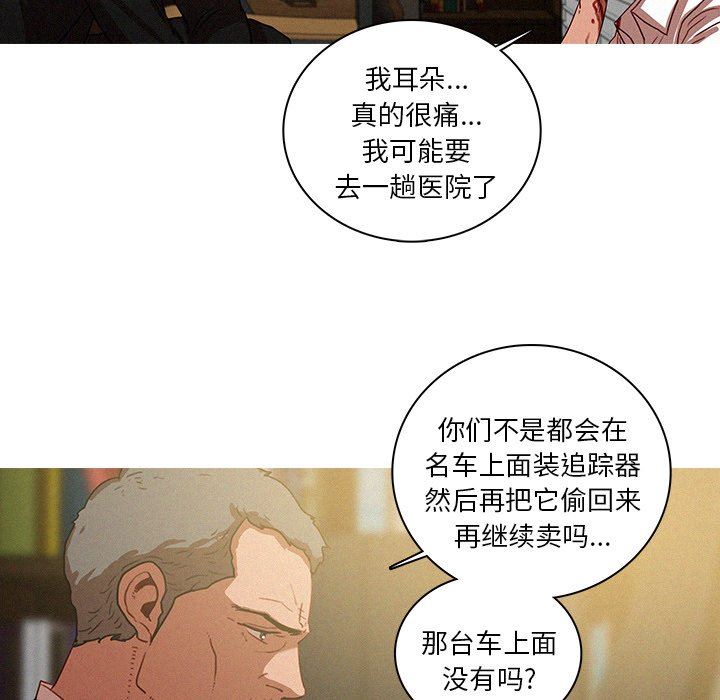 我耳朵...
真的很痛...
我可能要
去一趟医院了
你们不是都会在
名车上面装追踪器
然后再把它偷回来
再继续卖吗...
那台车上面
没有吗?